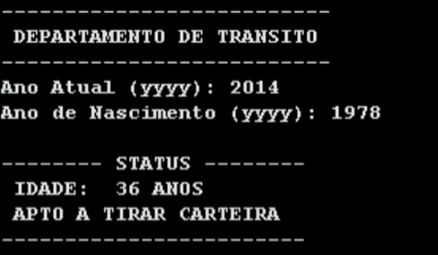 --------------------------
DEPARTAMENTO DE TRANSITO
--------------------------
Ano Atual (yyyy): 2014
Ano de Nascimento (yyyy): 1978
-------- STATUS --------
IDADE:  36 ANOS
APTO A TIRAR CARTEIRA
------------------------